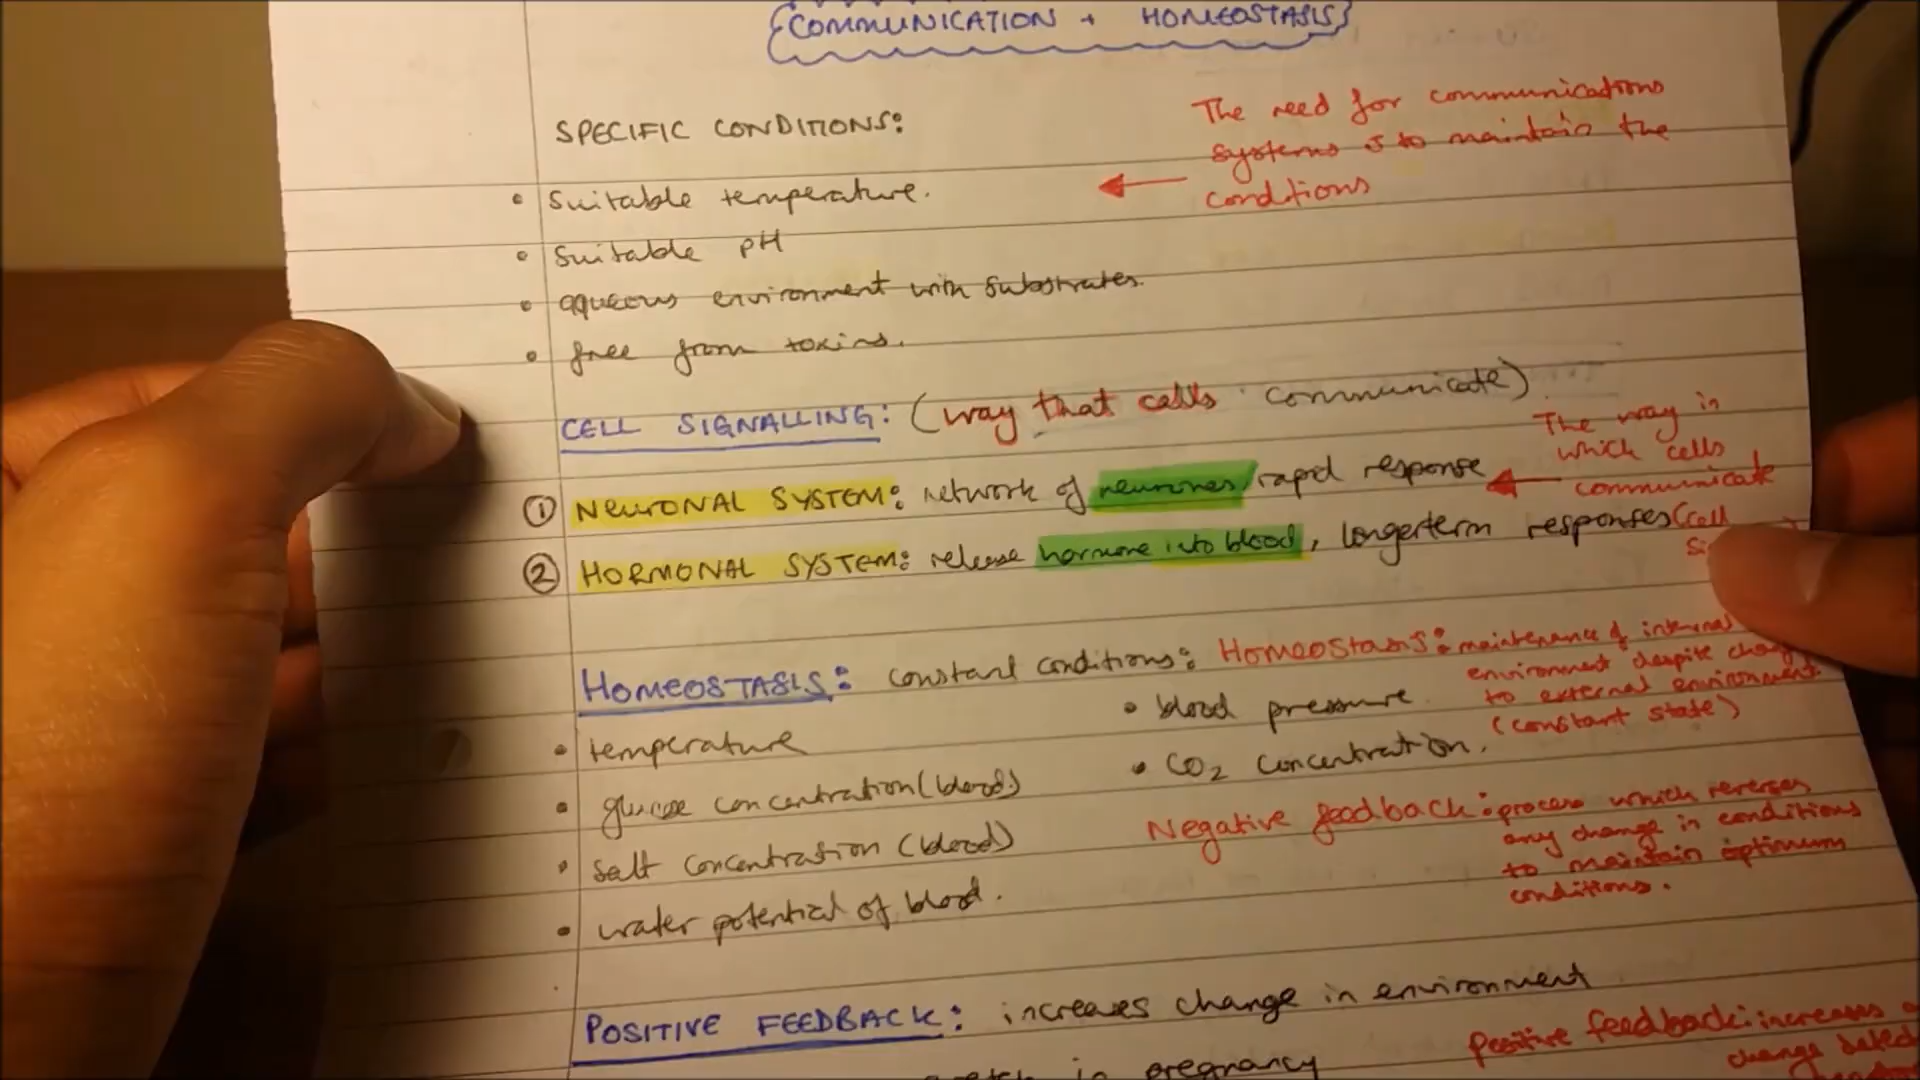 COMMUNICATION + HOMEOSTASIS
SPECIFIC CONDITIONS:
• Suitable temperature.
• Suitable pH
• aqueous environment with substrates.
• free from toxins.
The need for communications
systems is to maintain the
conditions
CELL SIGNALLING: (way that cells communicate)
① NEURONAL SYSTEM: network of neurones/rapid response
② HORMONAL SYSTEM: release hormone into blood, longerterm responses
The way in
which cells
communicate
(cell
HOMEOSTASIS: constant conditions:
• temperature
• glucose concentration (blood)
• salt concentration (blood)
• water potential of blood.
• blood pressure
• CO2 concentration.
Homeostasis: maintenance of internal
environment despite
to external environment.
(constant state)
Negative feedback: process which reverses
any change in conditions
to maintain optimum
conditions.
POSITIVE FEEDBACK: increases change in environment
in pregnancy
Positive feedback: increases
change